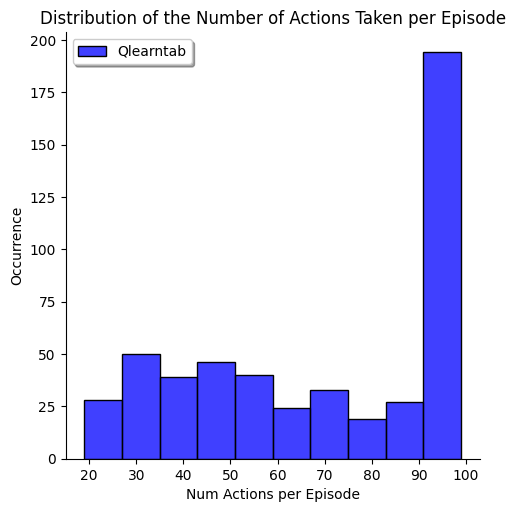 Distribution of the Number of Actions Taken per Episode
Qlearntab
Occurrence
200
175
150
125
100
75
50
25
0
20 30 40 50 60 70 80 90 100
Num Actions per Episode